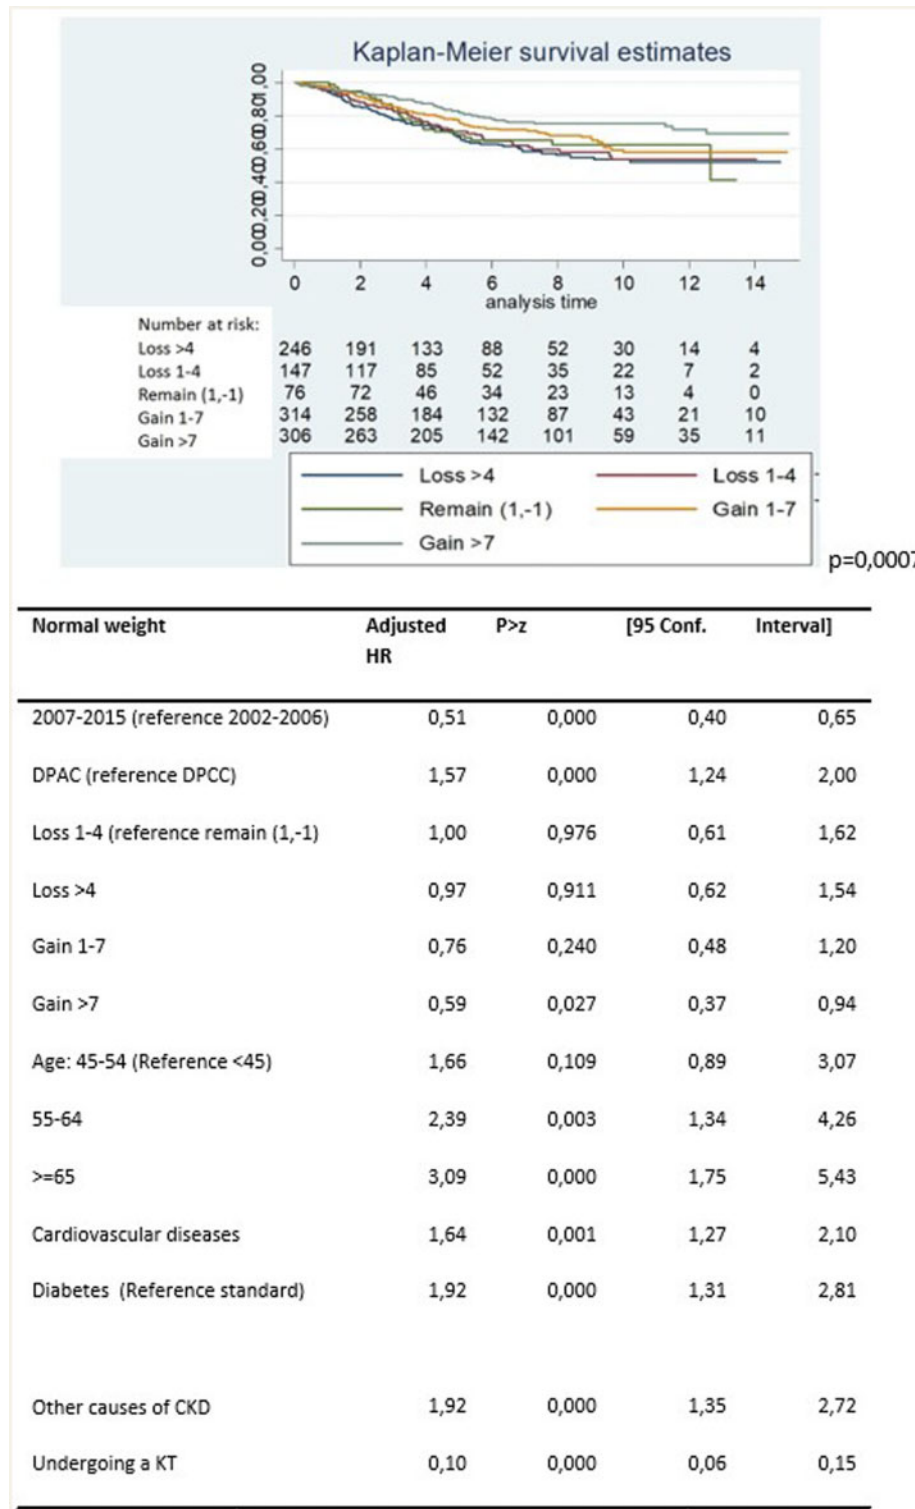 Kaplan-Meier survival estimates
0,00 0,20 0,40 0,60 0,80 1,00
0 2 4 6 8 10 12 14
analysis time
Number at risk:
Loss >4 246 191 133 88 52 30 14 4
Loss 1-4 147 117 85 52 35 22 7 2
Remain (1,-1) 76 72 46 34 23 13 4 0
Gain 1-7 314 258 184 132 87 43 21 10
Gain >7 306 263 205 142 101 59 35 11
Loss >4 Loss 1-4
Remain (1,-1) Gain 1-7
Gain >7
p=0,0007
Normal weight Adjusted P>z [95 Conf. Interval]
HR
2007-2015 (reference 2002-2006) 0,51 0,000 0,40 0,65
DPAC (reference DPCC) 1,57 0,000 1,24 2,00
Loss 1-4 (reference remain (1,-1) 1,00 0,976 0,61 1,62
Loss >4 0,97 0,911 0,62 1,54
Gain 1-7 0,76 0,240 0,48 1,20
Gain >7 0,59 0,027 0,37 0,94
Age: 45-54 (Reference <45) 1,66 0,109 0,89 3,07
55-64 2,39 0,003 1,34 4,26
>=65 3,09 0,000 1,75 5,43
Cardiovascular diseases 1,64 0,001 1,27 2,10
Diabetes (Reference standard) 1,92 0,000 1,31 2,81
Other causes of CKD 1,92 0,000 1,35 2,72
Undergoing a KT 0,10 0,000 0,06 0,15